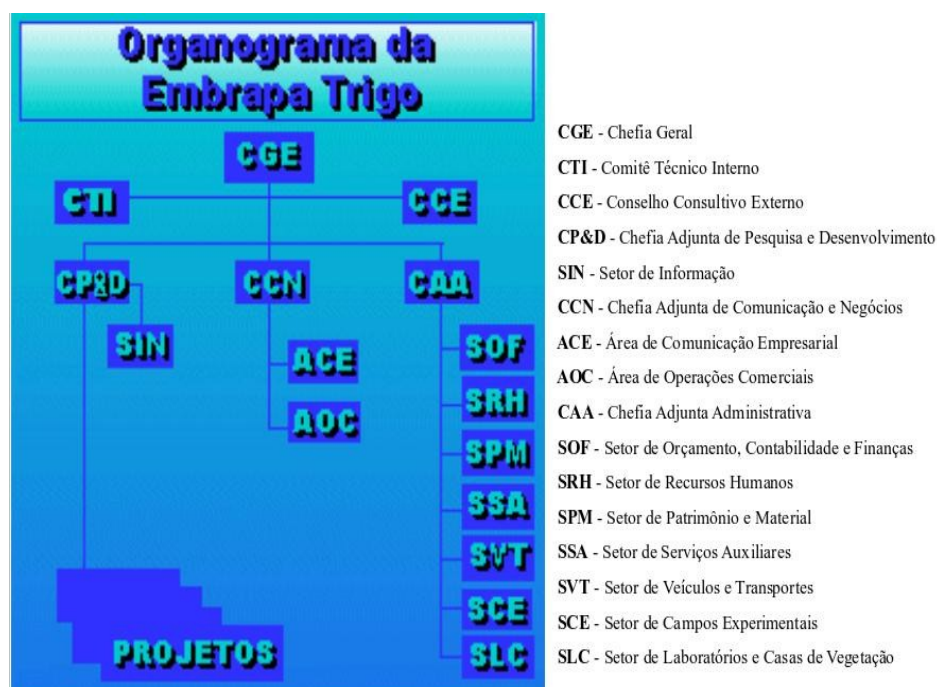 Organograma da
Embrapa Trigo
CGE
CTI
CCE
CP&D
CCN
CAA
SIN
ACE
AOC
SOF
SRH
SPM
SSA
SVT
SCE
SLC
PROJETOS
CGE - Chefia Geral
CTI - Comitê Técnico Interno
CCE - Conselho Consultivo Externo
CP&D - Chefia Adjunta de Pesquisa e Desenvolvimento
SIN - Setor de Informação
CCN - Chefia Adjunta de Comunicação e Negócios
ACE - Área de Comunicação Empresarial
AOC - Área de Operações Comerciais
CAA - Chefia Adjunta Administrativa
SOF - Setor de Orçamento, Contabilidade e Finanças
SRH - Setor de Recursos Humanos
SPM - Setor de Patrimônio e Material
SSA - Setor de Serviços Auxiliares
SVT - Setor de Veículos e Transportes
SCE - Setor de Campos Experimentais
SLC - Setor de Laboratórios e Casas de Vegetação